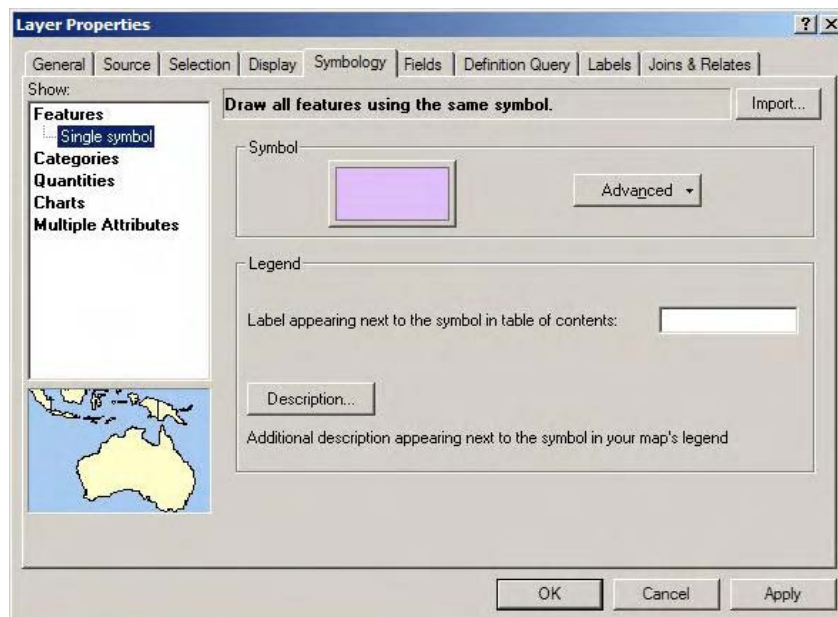 Layer Properties
? X
General Source Selection Display Symbology Fields Definition Query Labels Joins & Relates
Show:
Features
Single symbol
Categories
Quantities
Charts
Multiple Attributes
Draw all features using the same symbol.
Import...
Symbol
Advanced
Legend
Label appearing next to the symbol in table of contents:
Description...
Additional description appearing next to the symbol in your map's legend
OK Cancel Apply